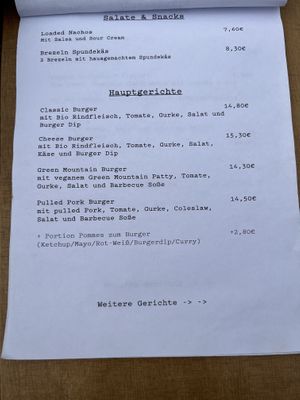 Salate & Snacks
Loaded Nachos 7,60€
Mit Salsa und Sour Cream
Brezeln Spundekäs 8,30€
2 Brezeln mit hausgemachtem Spundekäs
Hauptgerichte
Classic Burger 14,80€
mit Bio Rindfleisch, Tomate, Gurke, Salat und
Burger Dip
Cheese Burger 15,30€
mit Bio Rindfleisch, Tomate, Gurke, Salat,
Käse und Burger Dip
Green Mountain Burger 14,30€
mit veganem Green Mountain Patty, Tomate,
Gurke, Salat und Barbecue Soße
Pulled Pork Burger 14,50€
mit pulled Pork, Tomate, Gurke, Coleslaw,
Salat und Barbecue Soße
+ Portion Pommes zum Burger +2,80€
(Ketchup/Mayo/Rot-Weiß/Burgerdip/Curry)
Weitere Gerichte -> ->